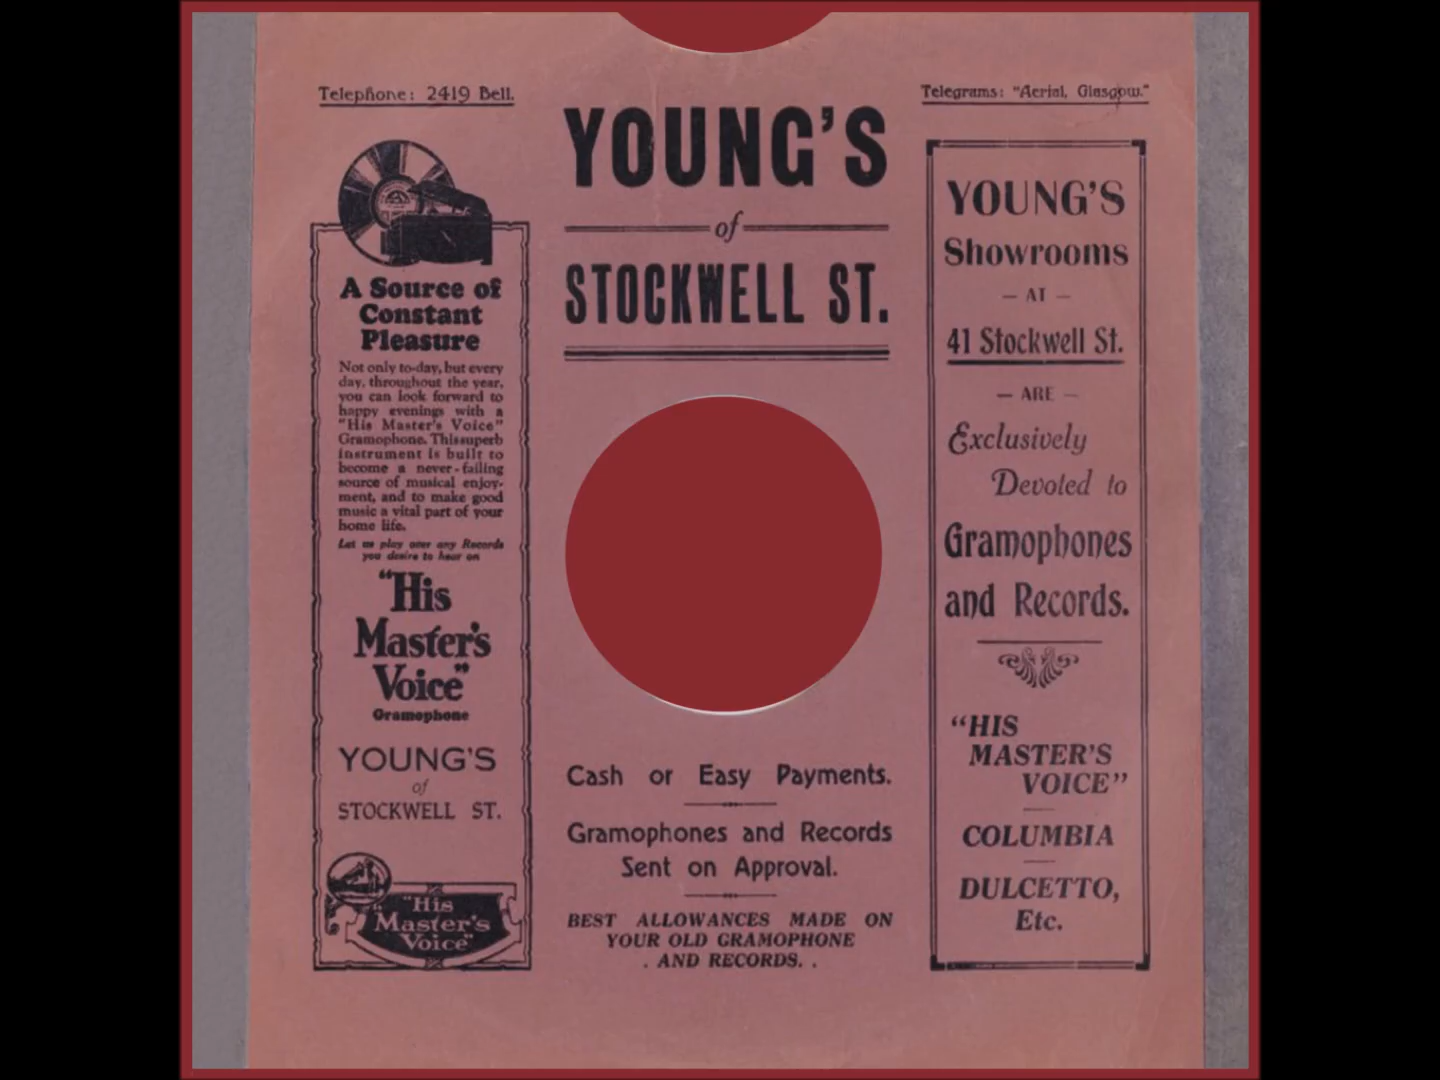 Telephone: 2419 Bell.
Telegrams: "Aerial, Glasgow."
YOUNG'S
of
STOCKWELL ST.
A Source of
Constant
Pleasure
Not only to-day, but every
day, throughout the year,
you can look forward to
happy evenings with a
"His Master's Voice"
Gramophone. This superb
instrument is built to
become a never-failing
source of musical enjoy-
ment, and to make good
music a vital part of your
home life.
Let us play over any Records
you desire to hear on
"His
Master's
Voice"
Gramophone
YOUNG'S
of
STOCKWELL ST.
"His
Master's
Voice"
Cash or Easy Payments.
Gramophones and Records
Sent on Approval.
BEST ALLOWANCES MADE ON
YOUR OLD GRAMOPHONE
. AND RECORDS. .
YOUNG'S
Showrooms
— AT —
41 Stockwell St.
— ARE —
Exclusively
Devoted to
Gramophones
and Records.
"HIS
MASTER'S
VOICE"
COLUMBIA
DULCETTO,
Etc.